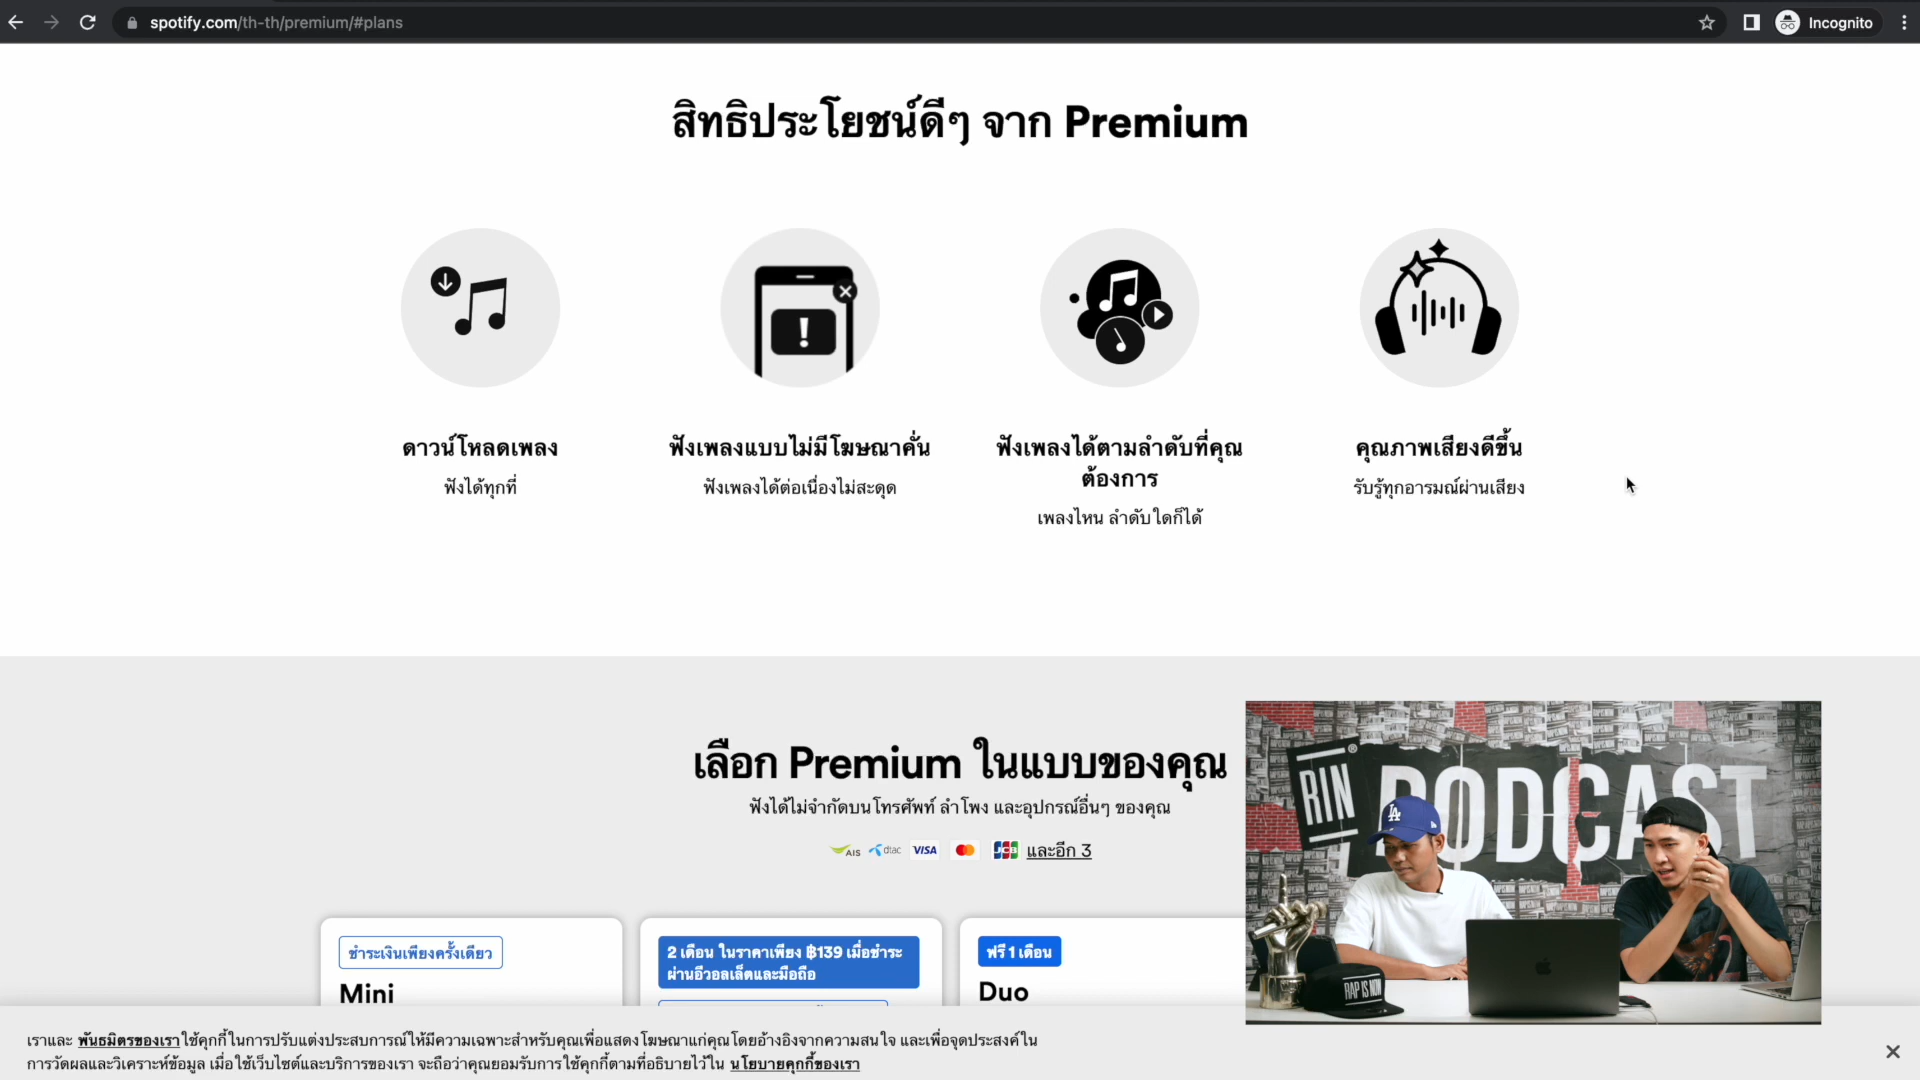 spotify.com/th-th/premium/#plans
Incognito
สิทธิประโยชน์ดีๆ จาก Premium
ดาวน์โหลดเพลง
ฟังได้ทุกที่
ฟังเพลงแบบไม่มีโฆษณาคั่น
ฟังเพลงได้ต่อเนื่องไม่สะดุด
ฟังเพลงได้ตามลำดับที่คุณ
ต้องการ
เพลงไหน ลำดับใดก็ได้
คุณภาพเสียงดีขึ้น
รับรู้ทุกอารมณ์ผ่านเสียง
เลือก Premium ในแบบของคุณ
ฟังได้ไม่จำกัดบนโทรศัพท์ ลำโพง และอุปกรณ์อื่นๆ ของคุณ
AIS dtac VISA JCB และอีก 3
ชำระเงินเพียงครั้งเดียว
Mini
2 เดือน ในราคาเพียง ฿139 เมื่อชำระ
ผ่านอีวอลเล็ตและมือถือ
ฟรี 1 เดือน
Duo
RIN PODCAST
LA
RAP IS NOW
เราและ พันธมิตรของเรา ใช้คุกกี้ในการปรับแต่งประสบการณ์ให้มีความเฉพาะสำหรับคุณเพื่อแสดงโฆษณาแก่คุณโดยอ้างอิงจากความสนใจ และเพื่อจุดประสงค์ใน
การวัดผลและวิเคราะห์ข้อมูล เมื่อใช้เว็บไซต์และบริการของเรา จะถือว่าคุณยอมรับการใช้คุกกี้ตามที่อธิบายไว้ใน นโยบายคุกกี้ของเรา